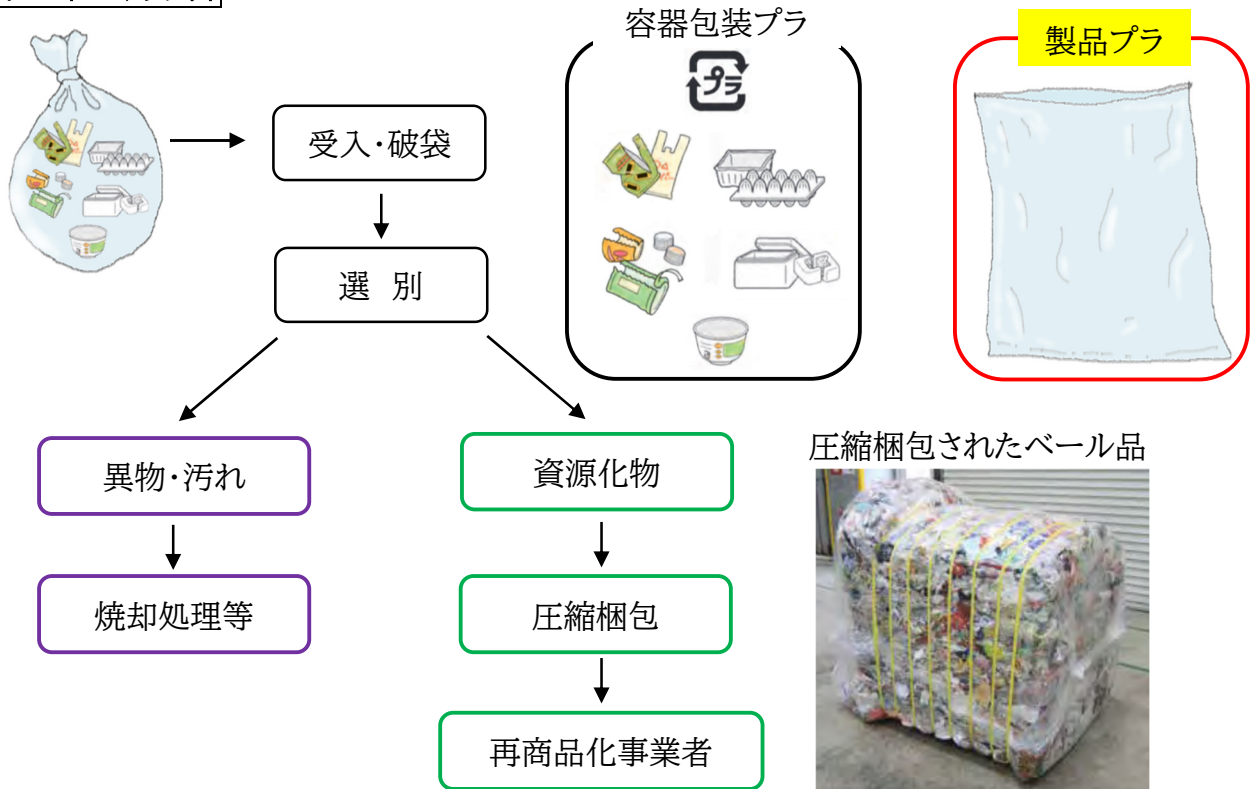 容器包装プラ
プラ
製品プラ
受入・破袋
選 別
異物・汚れ
資源化物
圧縮梱包されたベール品
焼却処理等
圧縮梱包
再商品化事業者